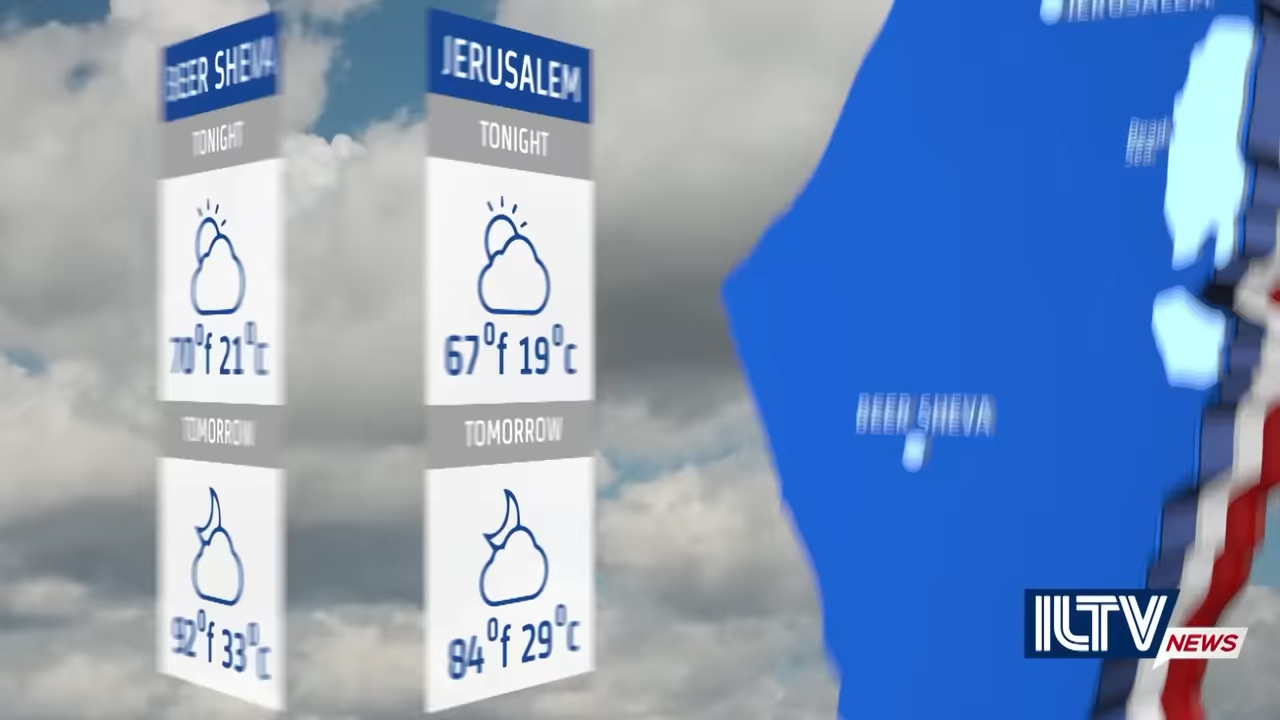 BEER SHEVA
TONIGHT
70°f 21°c
TOMORROW
92°f 33°c
JERUSALEM
TONIGHT
67°f 19°c
TOMORROW
84°f 29°c
JERUSALEM
BEER SHEVA
ILTV
NEWS